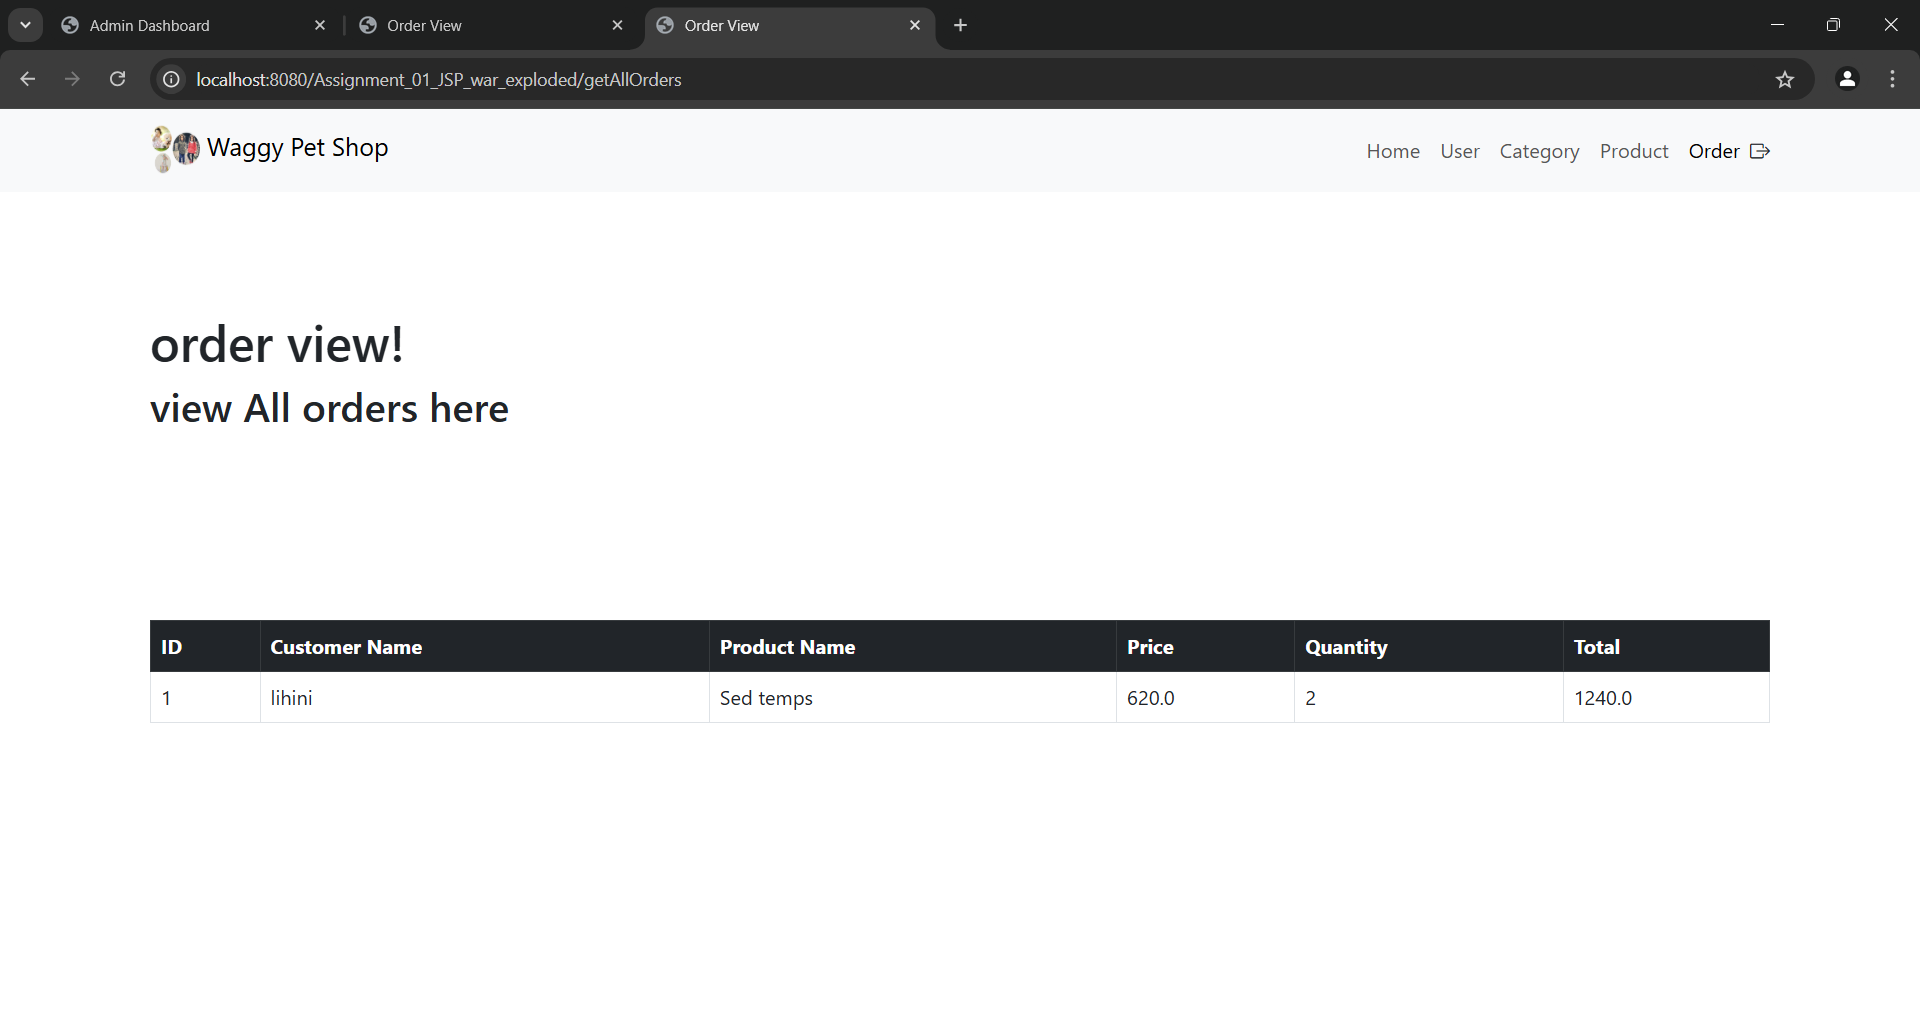 Admin Dashboard
Order View
Order View
localhost:8080/Assignment_01_JSP_war_exploded/getAllOrders
Waggy Pet Shop
Home User Category Product Order
order view!
view All orders here
ID Customer Name Product Name Price Quantity Total
1 lihini Sed temps 620.0 2 1240.0